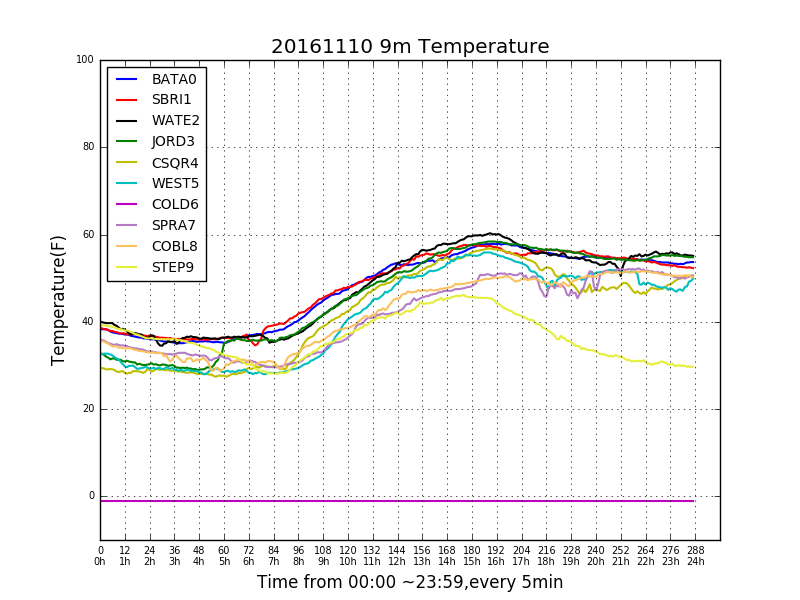 20161110 9m Temperature
100
80
60
40
20
0
Temperature(F)
BATA0
SBRI1
WATE2
JORD3
CSQR4
WEST5
COLD6
SPRA7
COBL8
STEP9
0 12 24 36 48 60 72 84 96 108 120 132 144 156 168 180 192 204 216 228 240 252 264 276 288
0h 1h 2h 3h 4h 5h 6h 7h 8h 9h 10h 11h 12h 13h 14h 15h 16h 17h 18h 19h 20h 21h 22h 23h 24h
Time from 00:00 ~23:59,every 5min